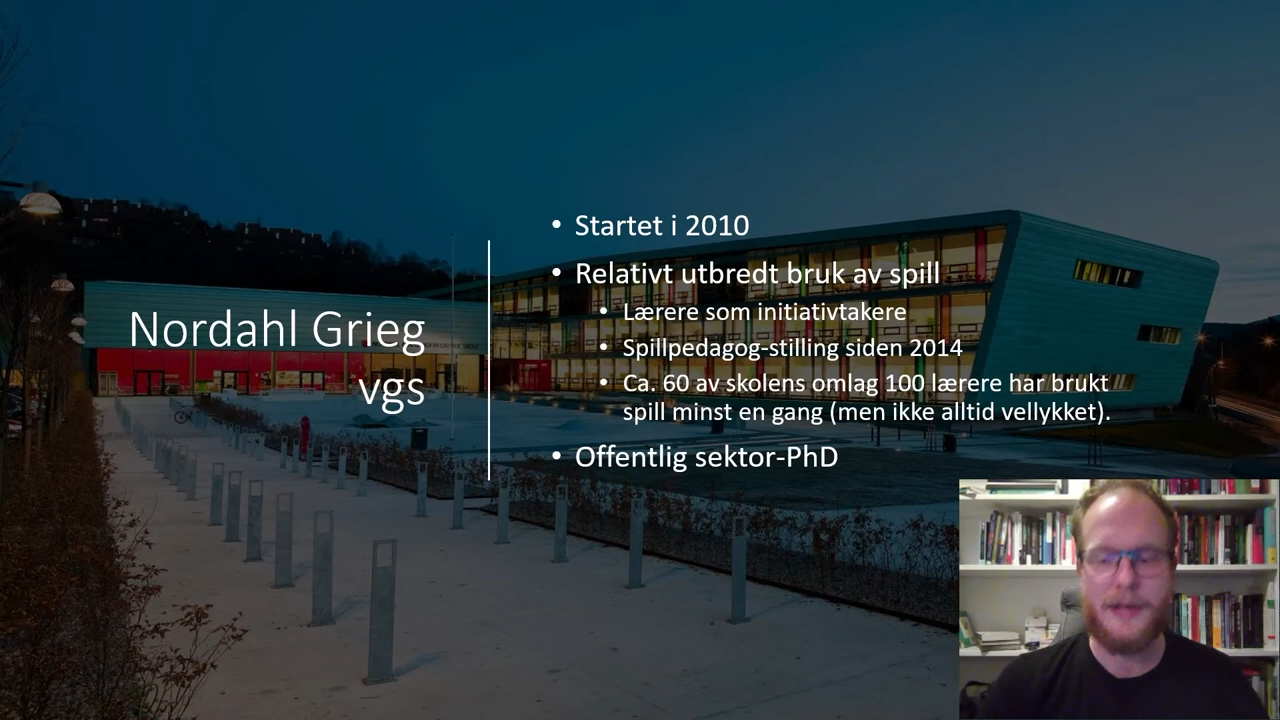 Nordahl Grieg
vgs
• Startet i 2010
• Relativt utbredt bruk av spill
• Lærere som initiativtakere
• Spillpedagog-stilling siden 2014
• Ca. 60 av skolens omlag 100 lærere har brukt
spill minst en gang (men ikke alltid vellykket).
• Offentlig sektor-PhD